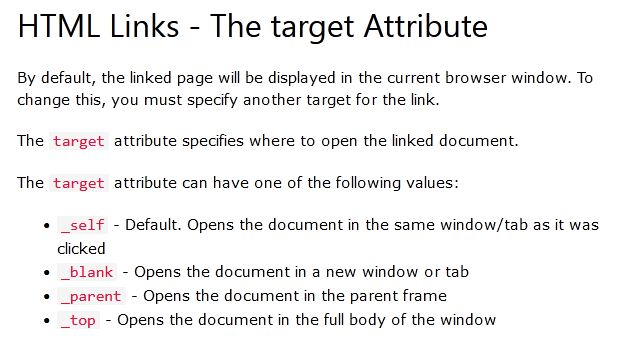 HTML Links - The target Attribute
By default, the linked page will be displayed in the current browser window. To
change this, you must specify another target for the link.
The target attribute specifies where to open the linked document.
The target attribute can have one of the following values:
• _self - Default. Opens the document in the same window/tab as it was
clicked
• _blank - Opens the document in a new window or tab
• _parent - Opens the document in the parent frame
• _top - Opens the document in the full body of the window